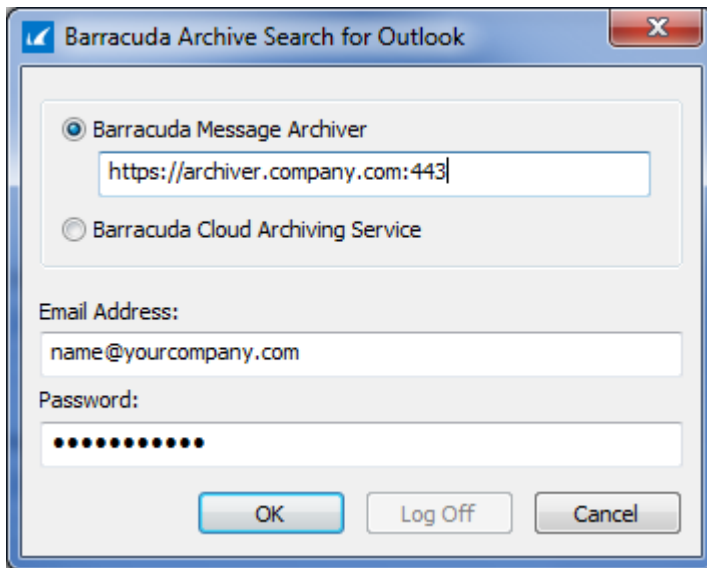 Barracuda Archive Search for Outlook
Barracuda Message Archiver
https://archiver.company.com:443
Barracuda Cloud Archiving Service
Email Address:
name@yourcompany.com
Password:
•••••••••••
OK Log Off Cancel